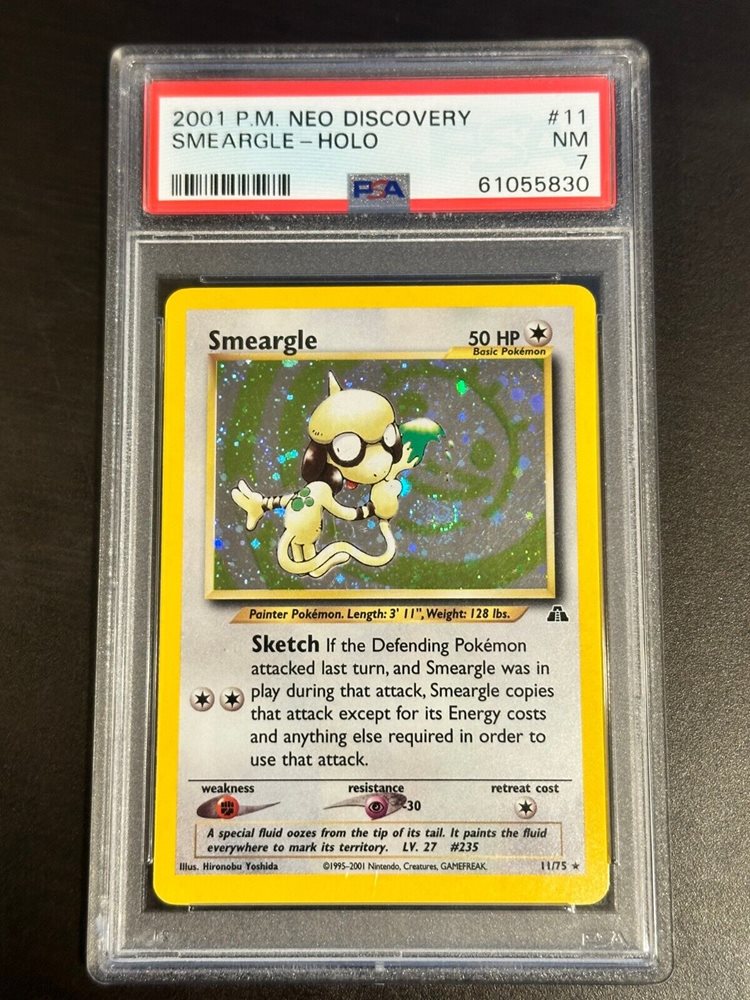 2001 P.M. NEO DISCOVERY #11
SMEARGLE – HOLO NM
7
PSA 61055830
Smeargle 50 HP
Basic Pokémon
Painter Pokémon. Length: 3' 11", Weight: 128 lbs.
Sketch If the Defending Pokémon
attacked last turn, and Smeargle was in
play during that attack, Smeargle copies
that attack except for its Energy costs
and anything else required in order to
use that attack.
weakness resistance retreat cost
-30
A special fluid oozes from the tip of its tail. It paints the fluid
everywhere to mark its territory. LV. 27 #235
Illus. Hironobu Yoshida ©1995-2001 Nintendo, Creatures, GAMEFREAK. 11/75 ★
PSA